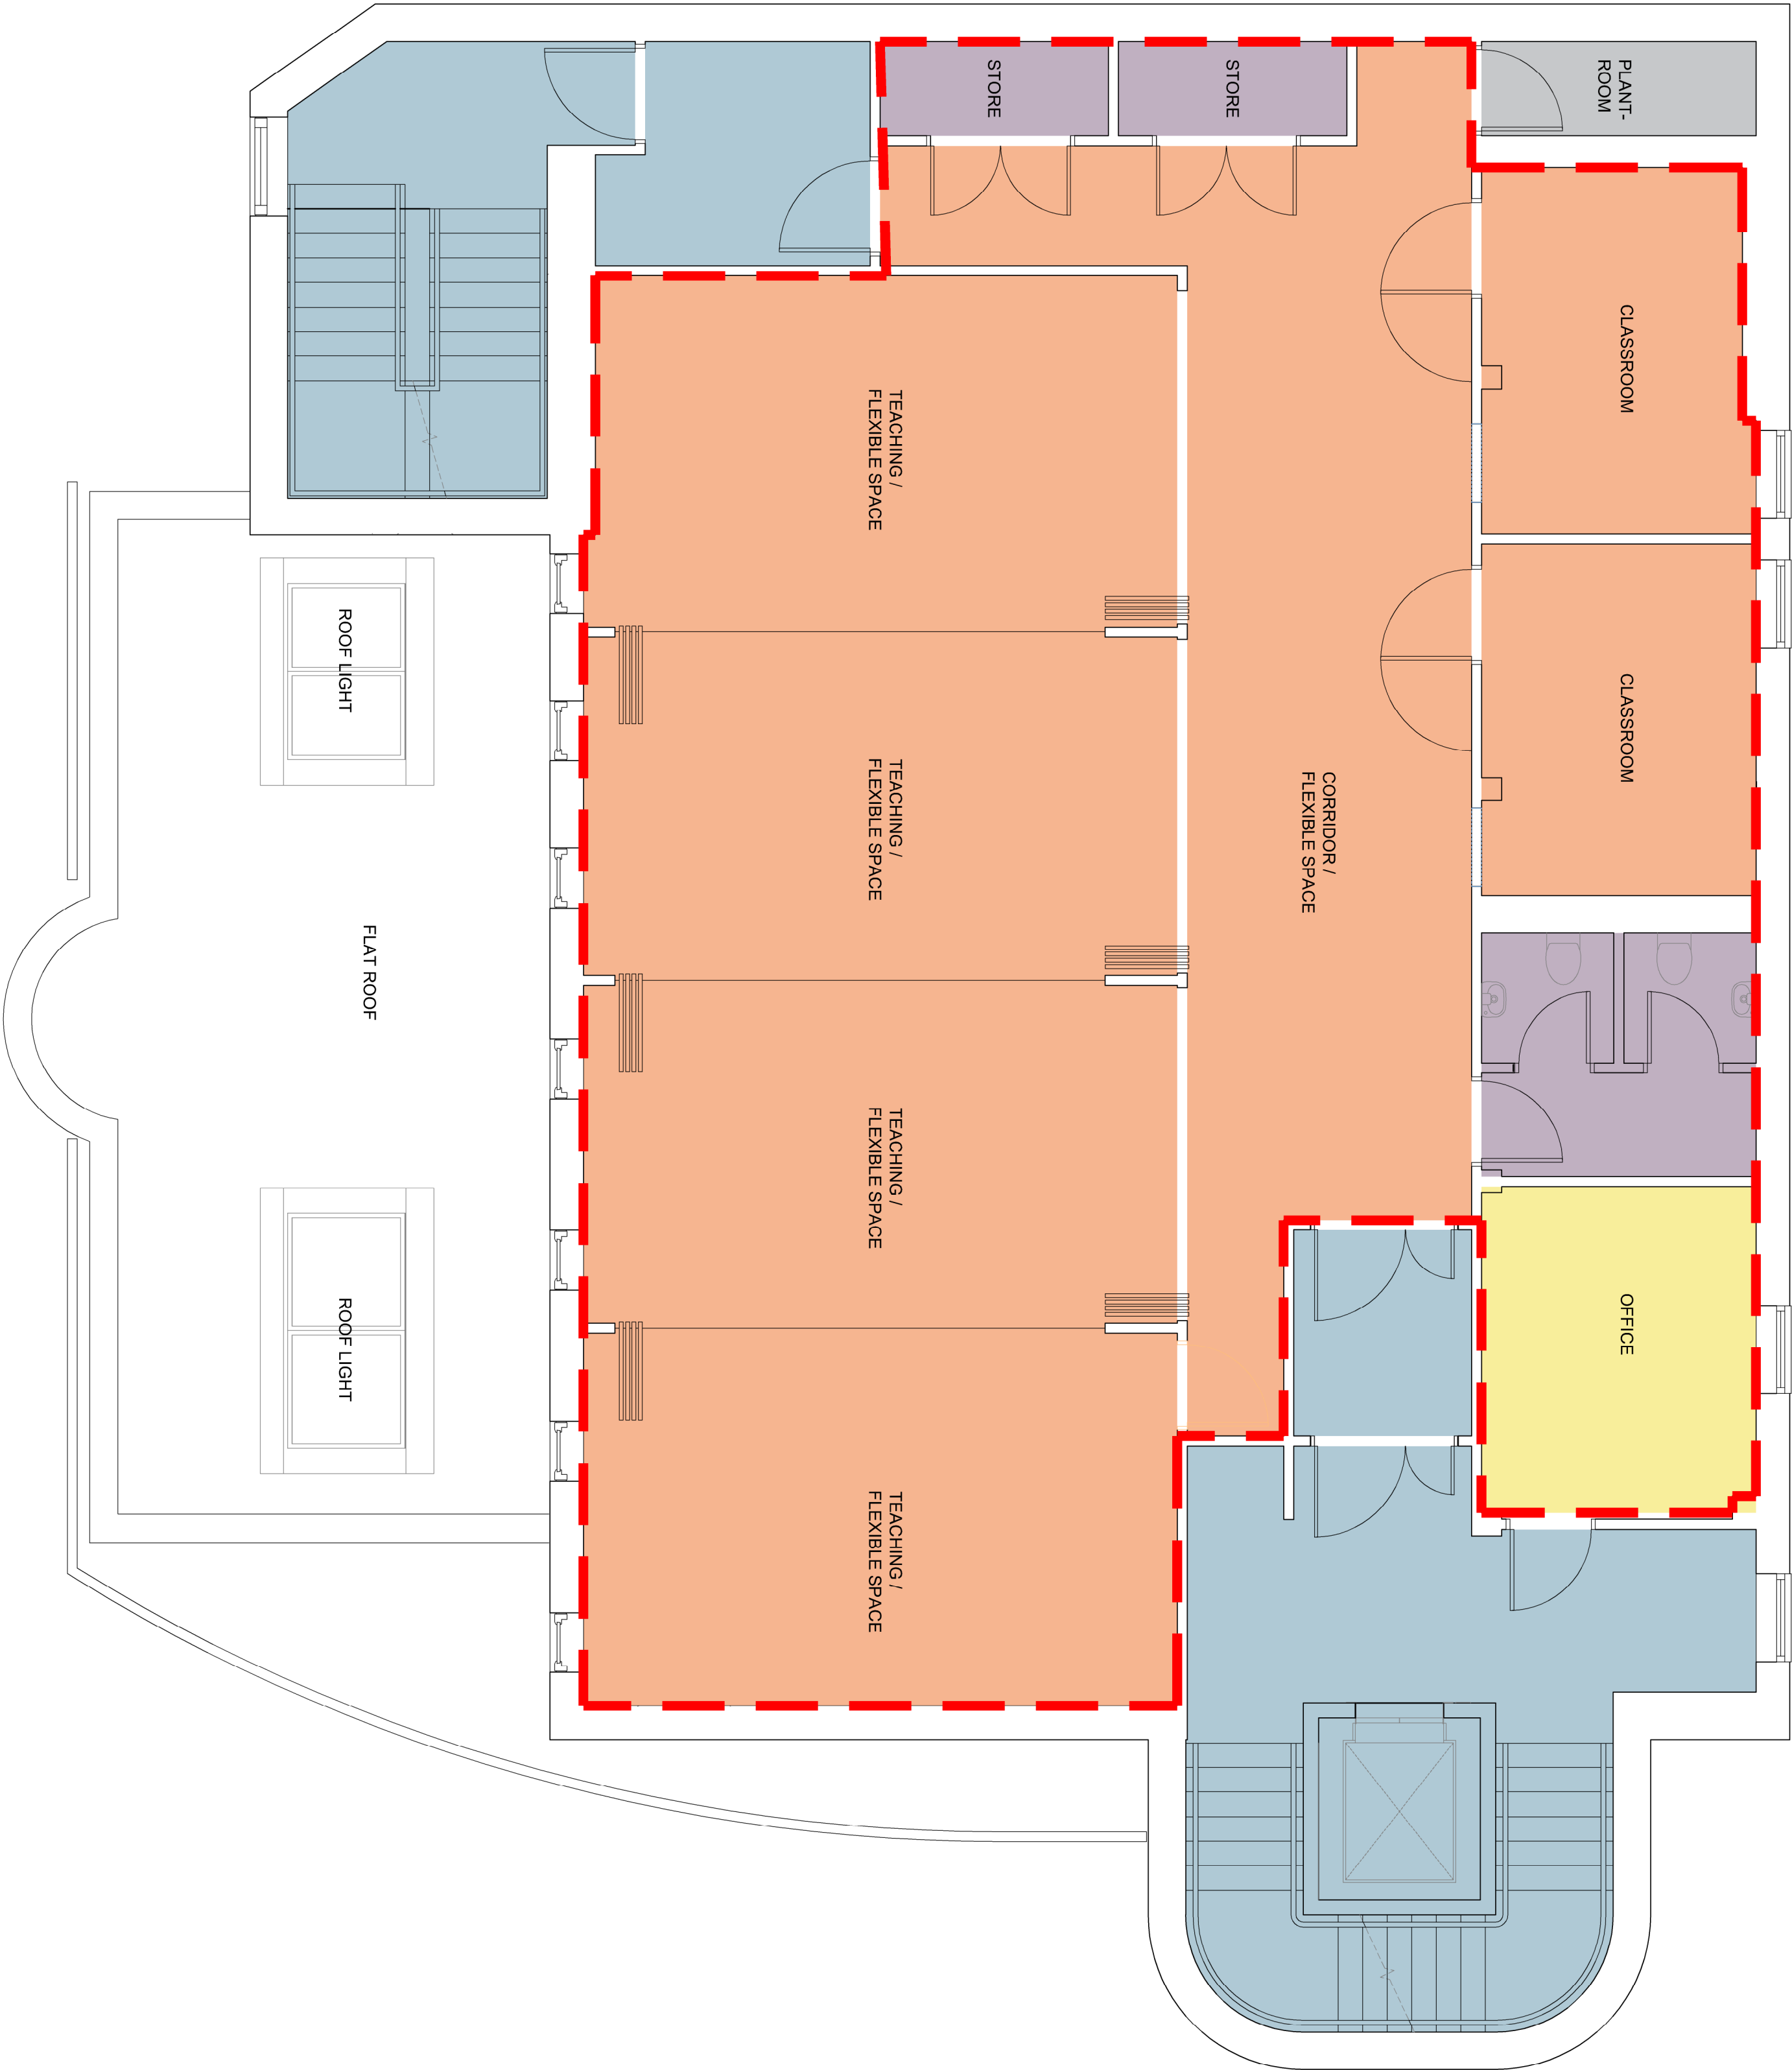 STORE
STORE
PLANT-
ROOM
CLASSROOM
TEACHING /
FLEXIBLE SPACE
ROOF LIGHT
CLASSROOM
TEACHING /
FLEXIBLE SPACE
CORRIDOR /
FLEXIBLE SPACE
FLAT ROOF
TEACHING /
FLEXIBLE SPACE
OFFICE
ROOF LIGHT
TEACHING /
FLEXIBLE SPACE